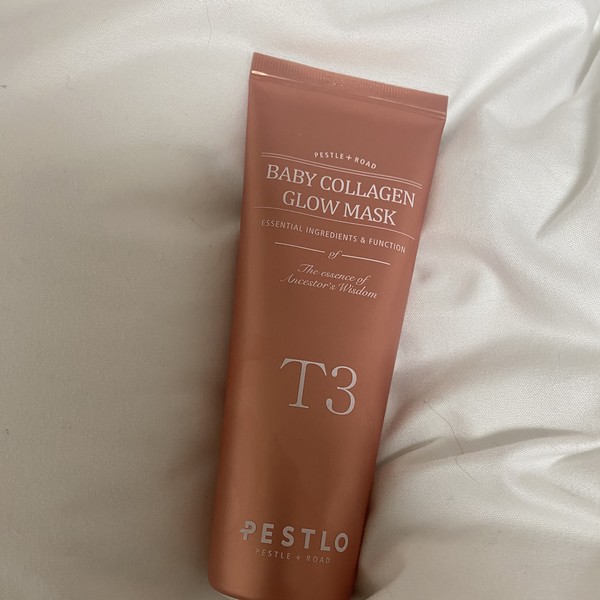 PESTLE + ROAD
BABY COLLAGEN
GLOW MASK
ESSENTIAL INGREDIENTS & FUNCTION
of
The essence of
Ancestor's Wisdom
T3
PESTLO
PESTLE + ROAD